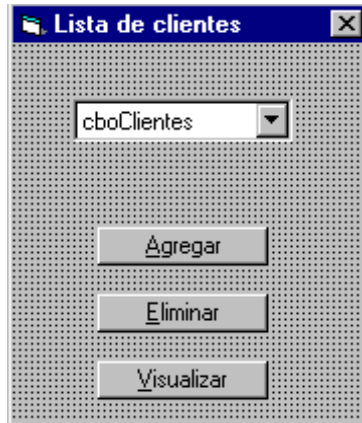 Lista de clientes
cboClientes
Agregar
Eliminar
Visualizar